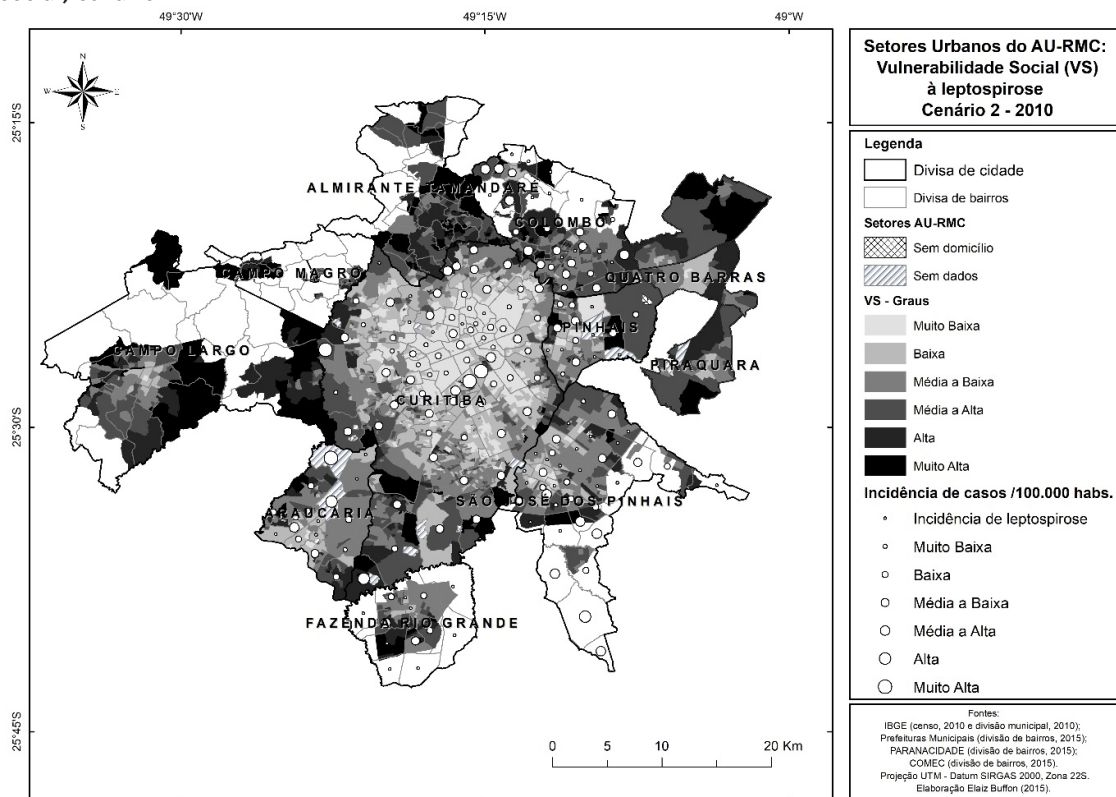 49°30'W
49°15'W
49°W
25°15'S
25°30'S
25°45'S
N
W
E
S
ALMIRANTE TAMANDARÉ
COLOMBO
CAMPO MAGRO
QUATRO BARRAS
PINHAIS
CAMPO LARGO
PIRAQUARA
CURITIBA
SÃO JOSÉ DOS PINHAIS
ARAUCÁRIA
FAZENDA RIO GRANDE
0 5 10 20 Km
Setores Urbanos do AU-RMC:
Vulnerabilidade Social (VS)
à leptospirose
Cenário 2 - 2010
Legenda
Divisa de cidade
Divisa de bairros
Setores AU-RMC
Sem domicílio
Sem dados
VS - Graus
Muito Baixa
Baixa
Média a Baixa
Média a Alta
Alta
Muito Alta
Incidência de casos /100.000 habs.
Incidência de leptospirose
Muito Baixa
Baixa
Média a Baixa
Média a Alta
Alta
Muito Alta
Fontes:
IBGE (censo, 2010 e divisão municipal, 2010);
Prefeituras Municipais (divisão de bairros, 2015);
PARANACIDADE (divisão de bairros, 2015);
COMEC (divisão de bairros, 2015).
Projeção UTM - Datum SIRGAS 2000, Zona 22S.
Elaboração Elaiz Buffon (2015).